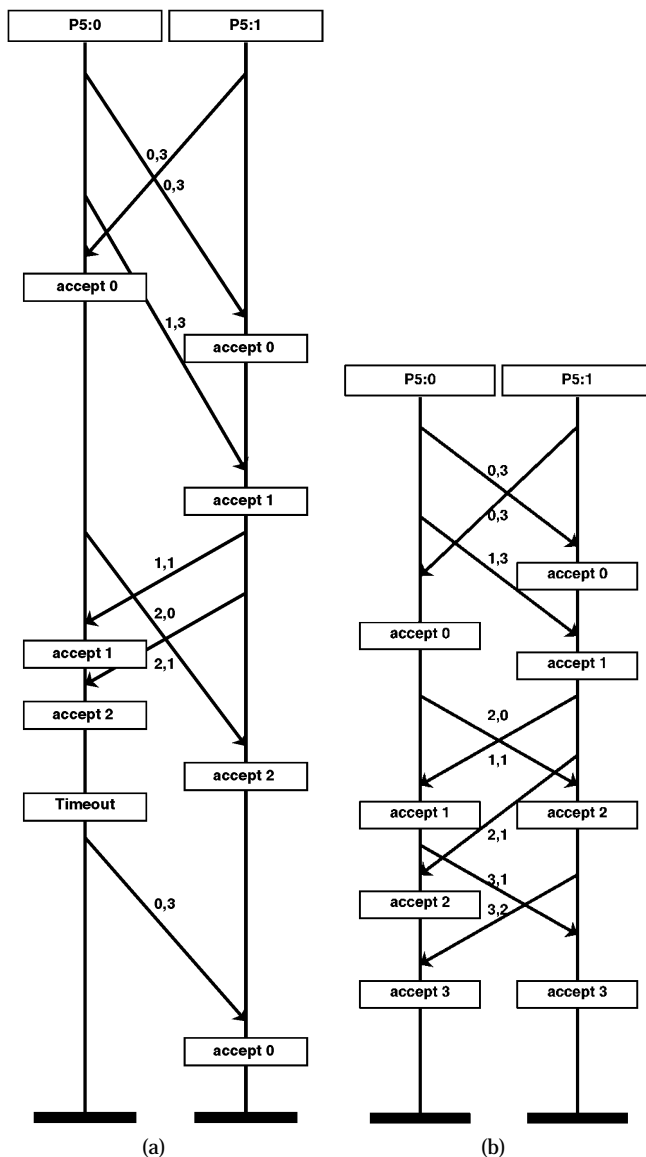 P5:0
P5:1
0,3
0,3
accept 0
1,3
accept 0
accept 1
1,1
2,0
accept 1
2,1
accept 2
accept 2
Timeout
0,3
accept 0
(a)
P5:0
P5:1
0,3
0,3
1,3
accept 0
accept 0
accept 1
2,0
1,1
accept 1
accept 2
2,1
3,1
accept 2
3,2
accept 3
accept 3
(b)